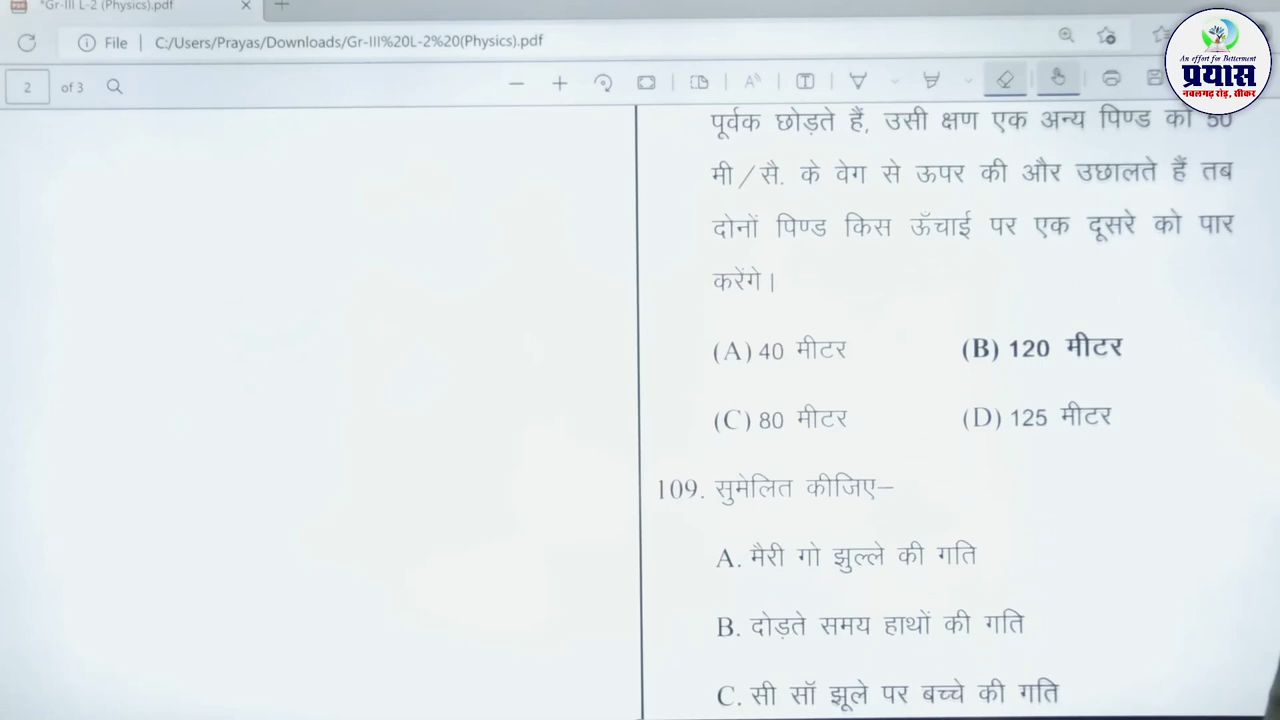 *Gr-III L-2 (Physics).pdf
File | C:/Users/Prayas/Downloads/Gr-III%20L-2%20(Physics).pdf
2 of 3
An effort for Betterment
प्रयास
नवलगढ़ रोड़, सीकर
पूर्वक छोड़ते हैं, उसी क्षण एक अन्य पिण्ड को 50
मी/सै. के वेग से ऊपर की और उछालते हैं तब
दोनों पिण्ड किस ऊँचाई पर एक दूसरे को पार
करेंगे।
(A) 40 मीटर (B) 120 मीटर
(C) 80 मीटर (D) 125 मीटर
109. सुमेलित कीजिए–
A. मैरी गो झुल्ले की गति
B. दोड़ते समय हाथों की गति
C. सी सॉ झूले पर बच्चे की गति